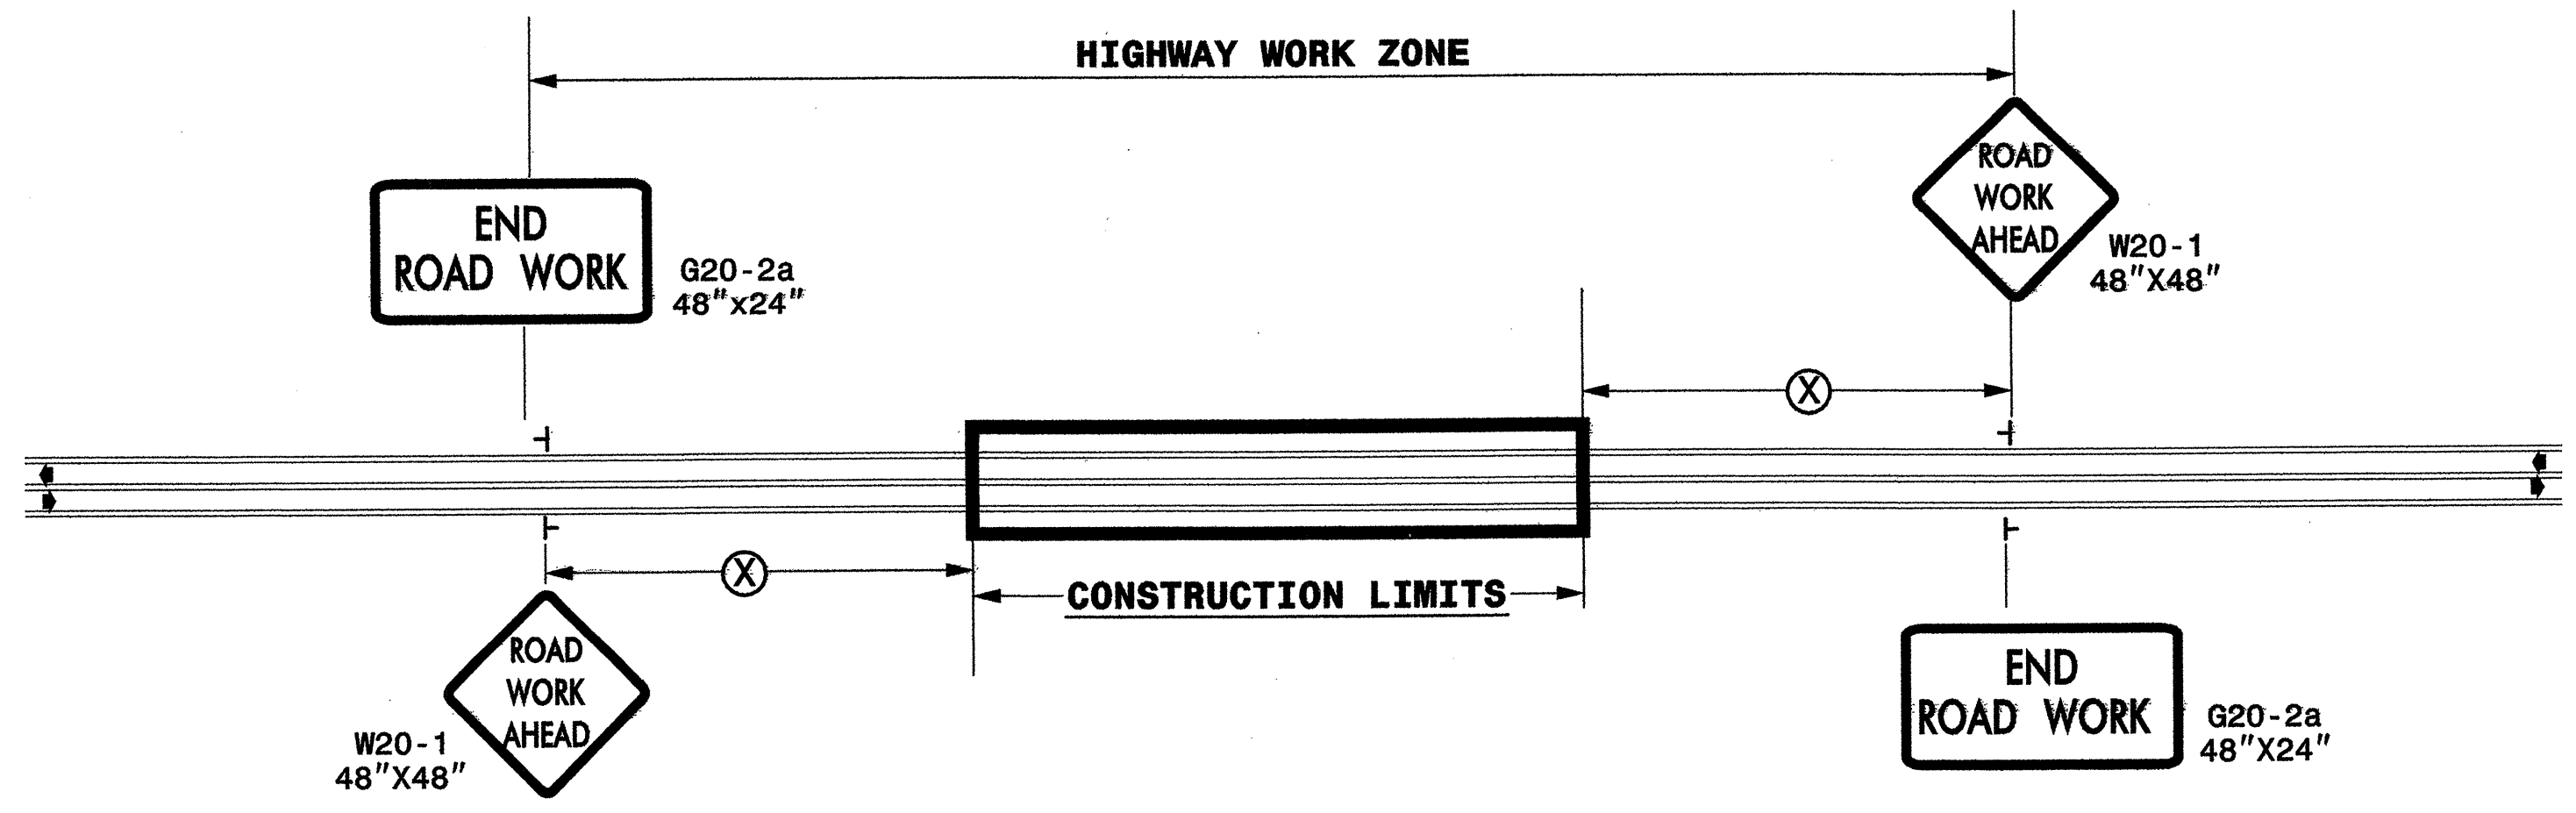 HIGHWAY WORK ZONE
END
ROAD WORK
G20-2a
48"x24"
ROAD
WORK
AHEAD
W20-1
48"X48"
X
X
CONSTRUCTION LIMITS
ROAD
WORK
AHEAD
W20-1
48"X48"
END
ROAD WORK
G20-2a
48"X24"